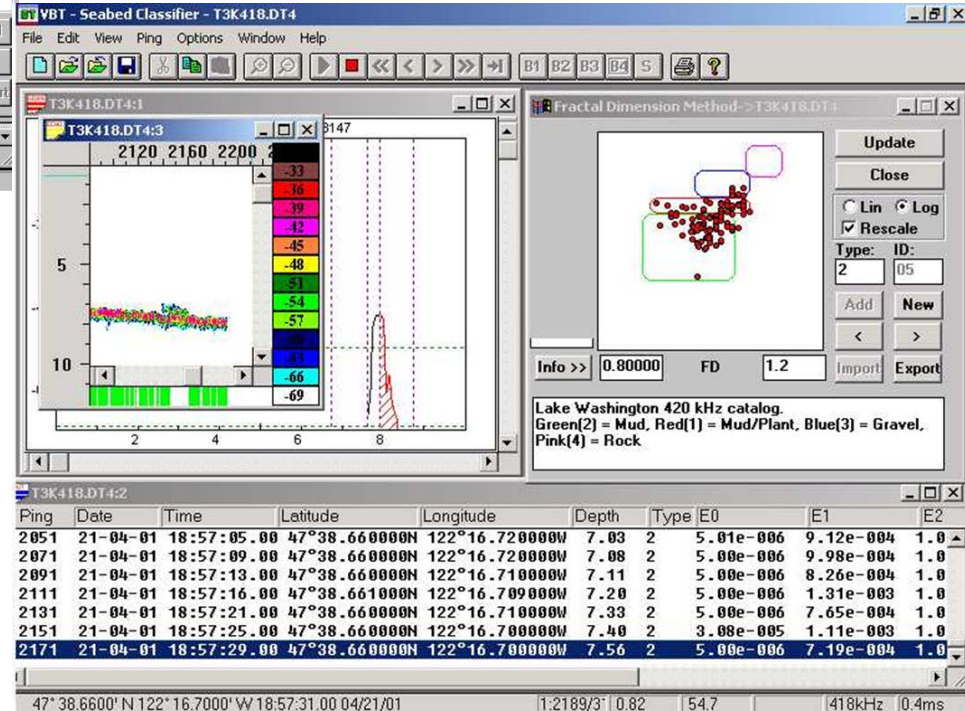 VBT - Seabed Classifier - T3K418.DT4
File Edit View Ping Options Window Help
B1 B2 B3 B4 S
T3K418.DT4:1
T3K418.DT4:3
2120 2160 2200
5
10
-33
-36
-39
-42
-45
-48
-51
-54
-57
-63
-66
-69
2 4 6 8
Fractal Dimension Method->T3K418.DT4
Update
Close
Lin Log
Rescale
Type: ID:
2 05
Add New
< >
Import Export
Info >> 0.80000 FD 1.2
Lake Washington 420 kHz catalog.
Green(2) = Mud, Red(1) = Mud/Plant, Blue(3) = Gravel,
Pink(4) = Rock
T3K418.DT4:2
Ping Date Time Latitude Longitude Depth Type E0 E1 E2
2051 21-04-01 18:57:05.00 47°38.660000N 122°16.720000W 7.03 2 5.01e-006 9.12e-004 1.0
2071 21-04-01 18:57:09.00 47°38.660000N 122°16.720000W 7.08 2 5.00e-006 9.98e-004 1.0
2091 21-04-01 18:57:13.00 47°38.660000N 122°16.710000W 7.11 2 5.00e-006 8.26e-004 1.0
2111 21-04-01 18:57:16.00 47°38.661000N 122°16.709000W 7.20 2 5.00e-006 1.31e-003 1.0
2131 21-04-01 18:57:21.00 47°38.660000N 122°16.710000W 7.33 2 5.00e-006 7.65e-004 1.0
2151 21-04-01 18:57:25.00 47°38.660000N 122°16.700000W 7.40 2 3.08e-005 1.11e-003 1.0
2171 21-04-01 18:57:29.00 47°38.660000N 122°16.700000W 7.56 2 5.00e-006 7.19e-004 1.0
47°38.6600' N 122°16.7000' W 18:57:31.00 04/21/01 1:2189/3 0.82 54.7 418kHz 0.4ms